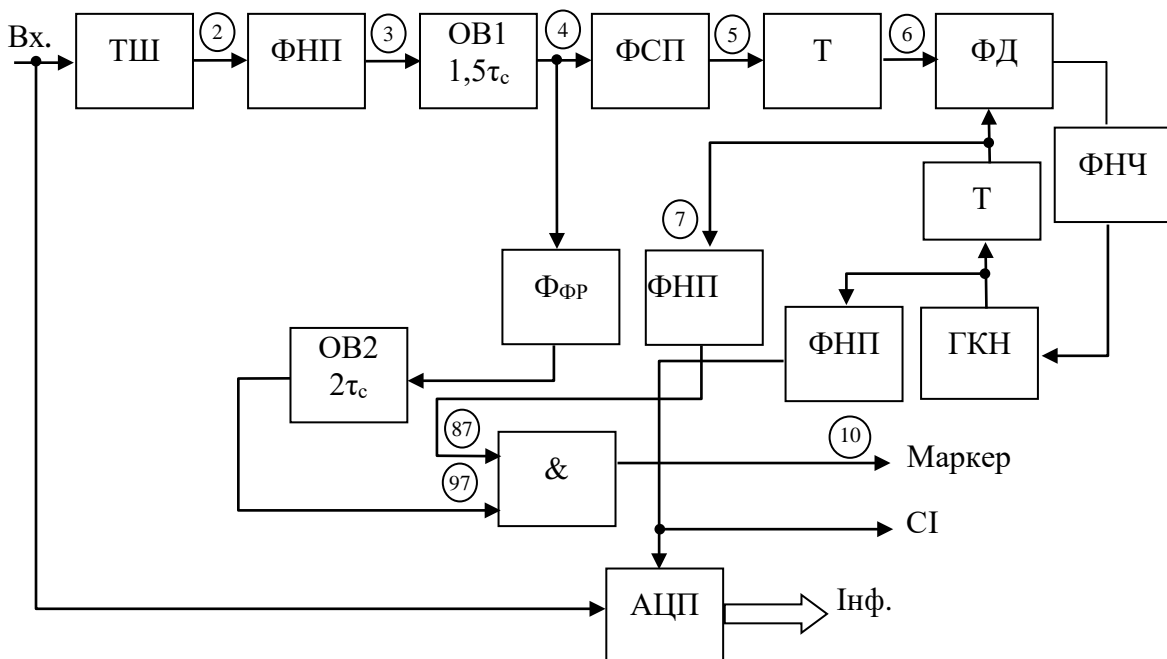 Вх.
ТШ
2
ФНП
3
ОВ1
1,5τс
4
ФСП
5
Т
6
ФД
ФНЧ
Т
7
ФФР
ФНП
ФНП
ГКН
ОВ2
2τс
87
97
&
10
Маркер
СІ
АЦП
Інф.